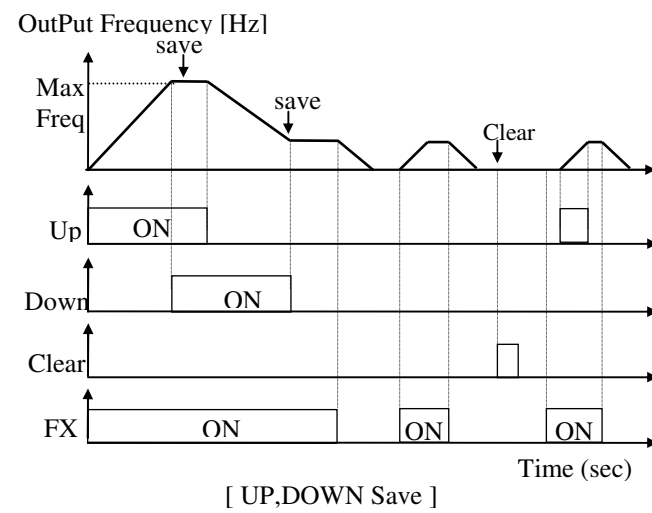 OutPut Frequency [Hz]
save
Max
Freq
save
Clear
Up
ON
Down
ON
Clear
FX
ON
ON
ON
Time (sec)
[ UP,DOWN Save ]